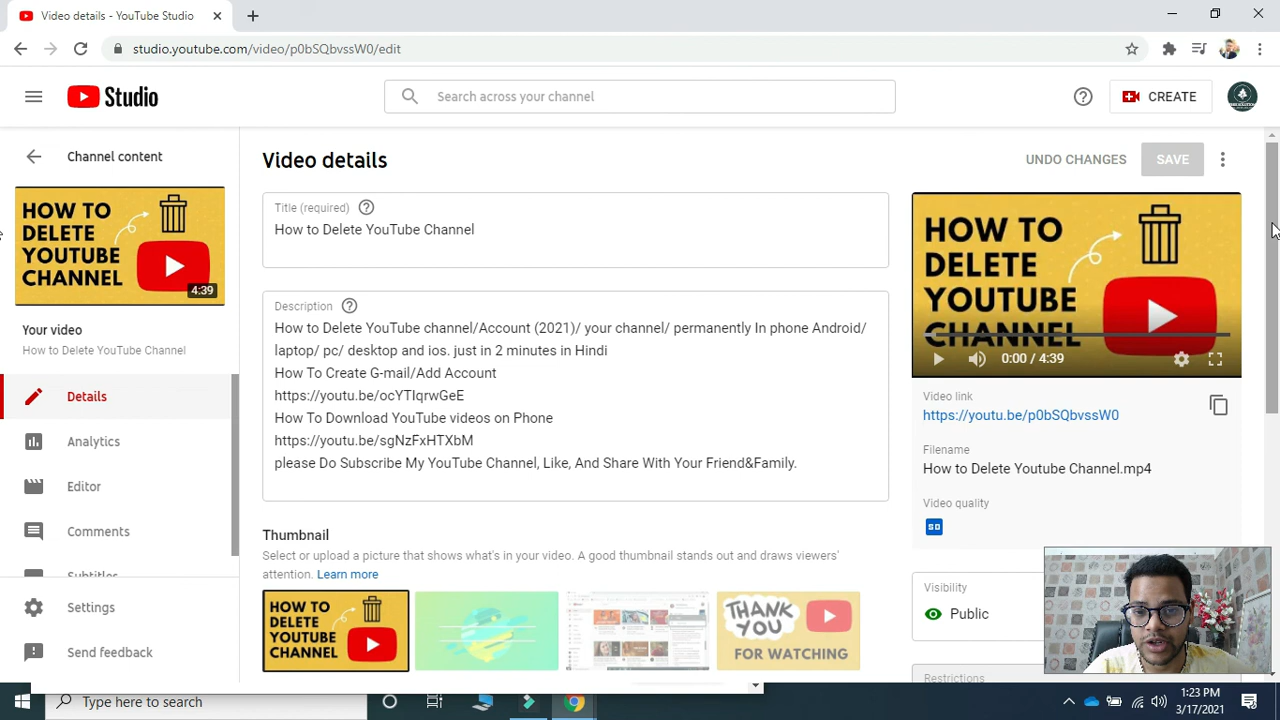 Video details - YouTube Studio
studio.youtube.com/video/p0bSQbvssW0/edit
Studio
Search across your channel
CREATE
Channel content
HOW TO
DELETE
YOUTUBE
CHANNEL
4:39
Your video
How to Delete YouTube Channel
Details
Analytics
Editor
Comments
Subtitles
Settings
Send feedback
Video details
UNDO CHANGES
SAVE
Title (required)
How to Delete YouTube Channel
Description
How to Delete YouTube channel/Account (2021)/ your channel/ permanently In phone Android/
laptop/ pc/ desktop and ios. just in 2 minutes in Hindi
How To Create G-mail/Add Account
https://youtu.be/ocYTIqrwGeE
How To Download YouTube videos on Phone
https://youtu.be/sgNzFxHTXbM
please Do Subscribe My YouTube Channel, Like, And Share With Your Friend&Family.
Thumbnail
Select or upload a picture that shows what's in your video. A good thumbnail stands out and draws viewers'
attention. Learn more
HOW TO
DELETE
YOUTUBE
CHANNEL
THANK
YOU
FOR WATCHING
HOW TO
DELETE
YOUTUBE
CHANNEL
0:00 / 4:39
Video link
https://youtu.be/p0bSQbvssW0
Filename
How to Delete Youtube Channel.mp4
Video quality
SD
Visibility
Public
Restrictions
Type here to search
1:23 PM
3/17/2021